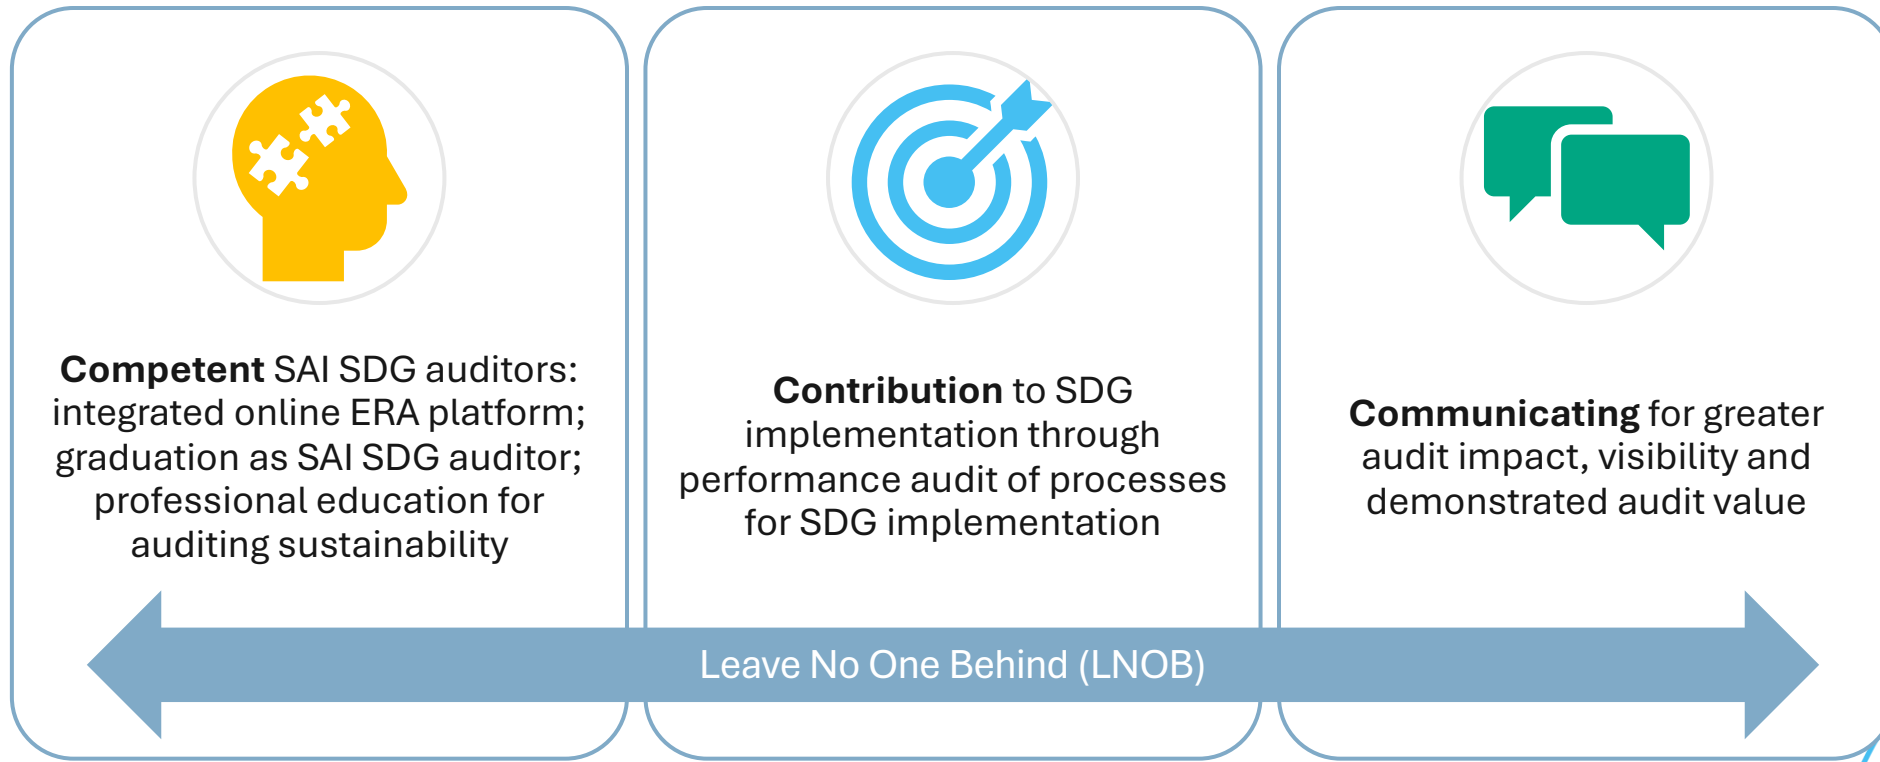 Competent SAI SDG auditors:
integrated online ERA platform;
graduation as SAI SDG auditor;
professional education for
auditing sustainability
Contribution to SDG
implementation through
performance audit of processes
for SDG implementation
Communicating for greater
audit impact, visibility and
demonstrated audit value
Leave No One Behind (LNOB)